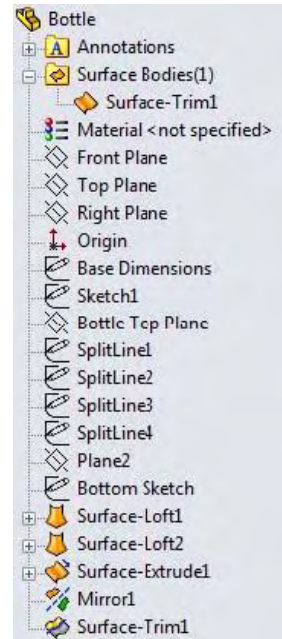 Bottle
A Annotations
Surface Bodies(1)
Surface-Trim1
Material <not specified>
Front Plane
Top Plane
Right Plane
Origin
Base Dimensions
Sketch1
Bottle Top Plane
SplitLine1
SplitLine2
SplitLine3
SplitLine4
Plane2
Bottom Sketch
Surface-Loft1
Surface-Loft2
Surface-Extrude1
Mirror1
Surface-Trim1